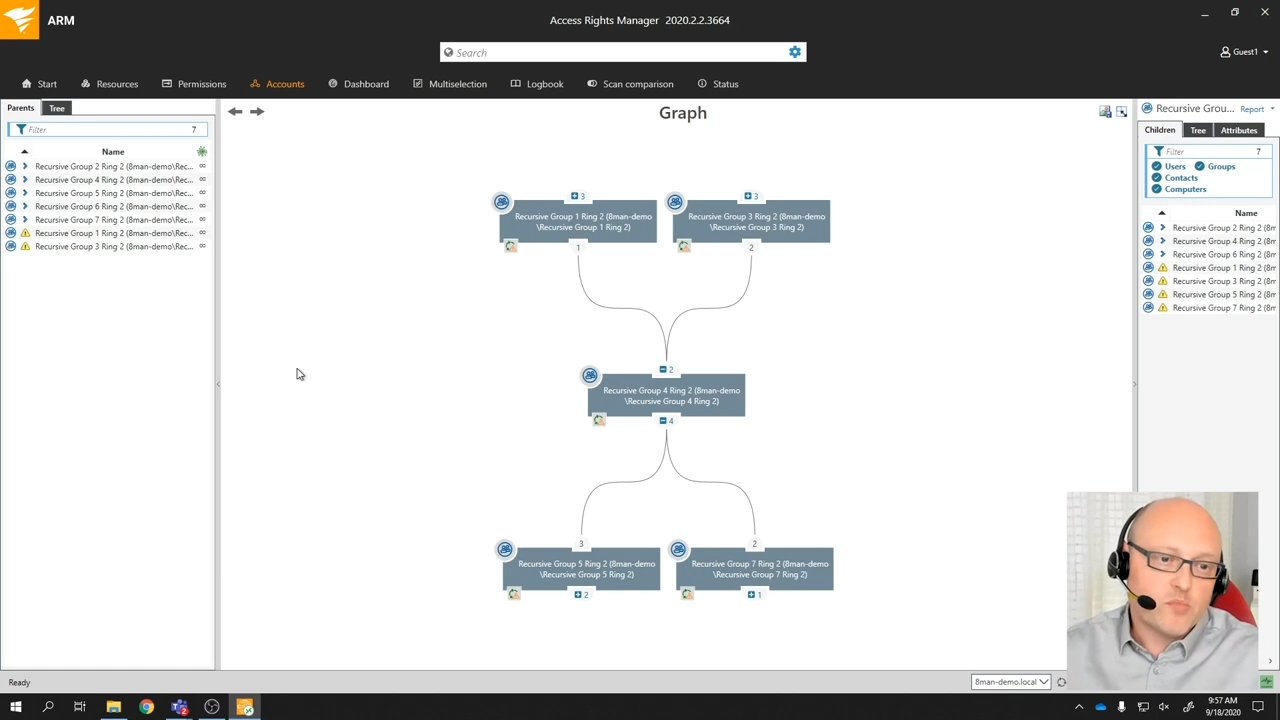 ARM
Access Rights Manager 2020.2.2.3664
Search
Guest1
Start
Resources
Permissions
Accounts
Dashboard
Multiselection
Logbook
Scan comparison
Status
Parents
Tree
Filter
7
Name
Recursive Group 2 Ring 2 (8man-demo\Rec...
Recursive Group 4 Ring 2 (8man-demo\Rec...
Recursive Group 5 Ring 2 (8man-demo\Rec...
Recursive Group 6 Ring 2 (8man-demo\Rec...
Recursive Group 7 Ring 2 (8man-demo\Rec...
Recursive Group 1 Ring 2 (8man-demo\Rec...
Recursive Group 3 Ring 2 (8man-demo\Rec...
Graph
3
Recursive Group 1 Ring 2 (8man-demo
\Recursive Group 1 Ring 2)
1
3
Recursive Group 3 Ring 2 (8man-demo
\Recursive Group 3 Ring 2)
2
2
Recursive Group 4 Ring 2 (8man-demo
\Recursive Group 4 Ring 2)
4
3
Recursive Group 5 Ring 2 (8man-demo
\Recursive Group 5 Ring 2)
2
2
Recursive Group 7 Ring 2 (8man-demo
\Recursive Group 7 Ring 2)
1
Recursive Grou... Report
Children
Tree
Attributes
Filter
7
Users
Groups
Contacts
Computers
Name
Recursive Group 2 Ring 2 (8m
Recursive Group 4 Ring 2 (8m
Recursive Group 6 Ring 2 (8m
Recursive Group 1 Ring 2 (8m
Recursive Group 3 Ring 2 (8m
Recursive Group 5 Ring 2 (8m
Recursive Group 7 Ring 2 (8m
Ready
8man-demo.local
9:57 AM
9/18/2020